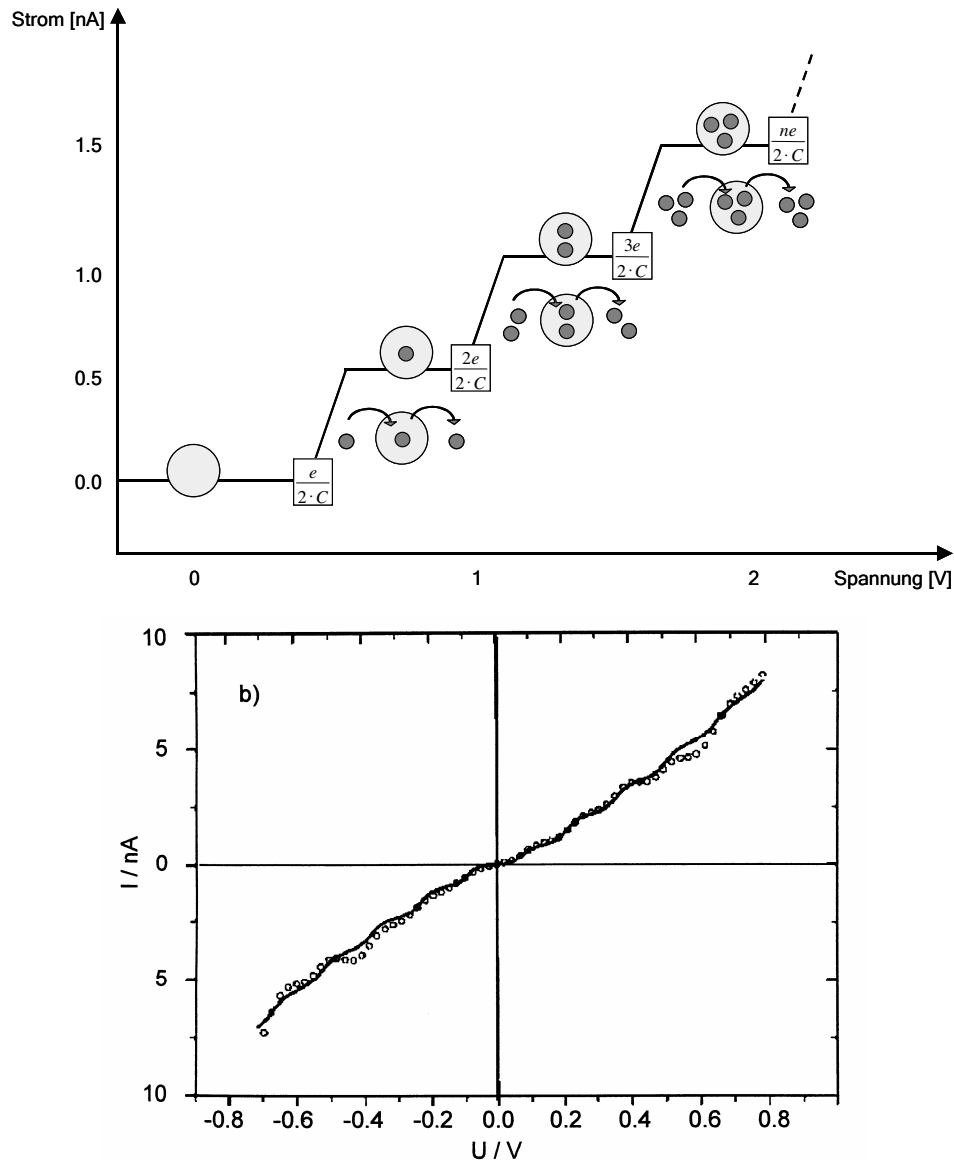 Strom [nA]
1.5
1.0
0.5
0.0
ne
2·C
3e
2·C
2e
2·C
e
2·C
0 1 2 Spannung [V]
b)
I / nA
10
5
0
5
10
-0.8 -0.6 -0.4 -0.2 0.0 0.2 0.4 0.6 0.8
U / V